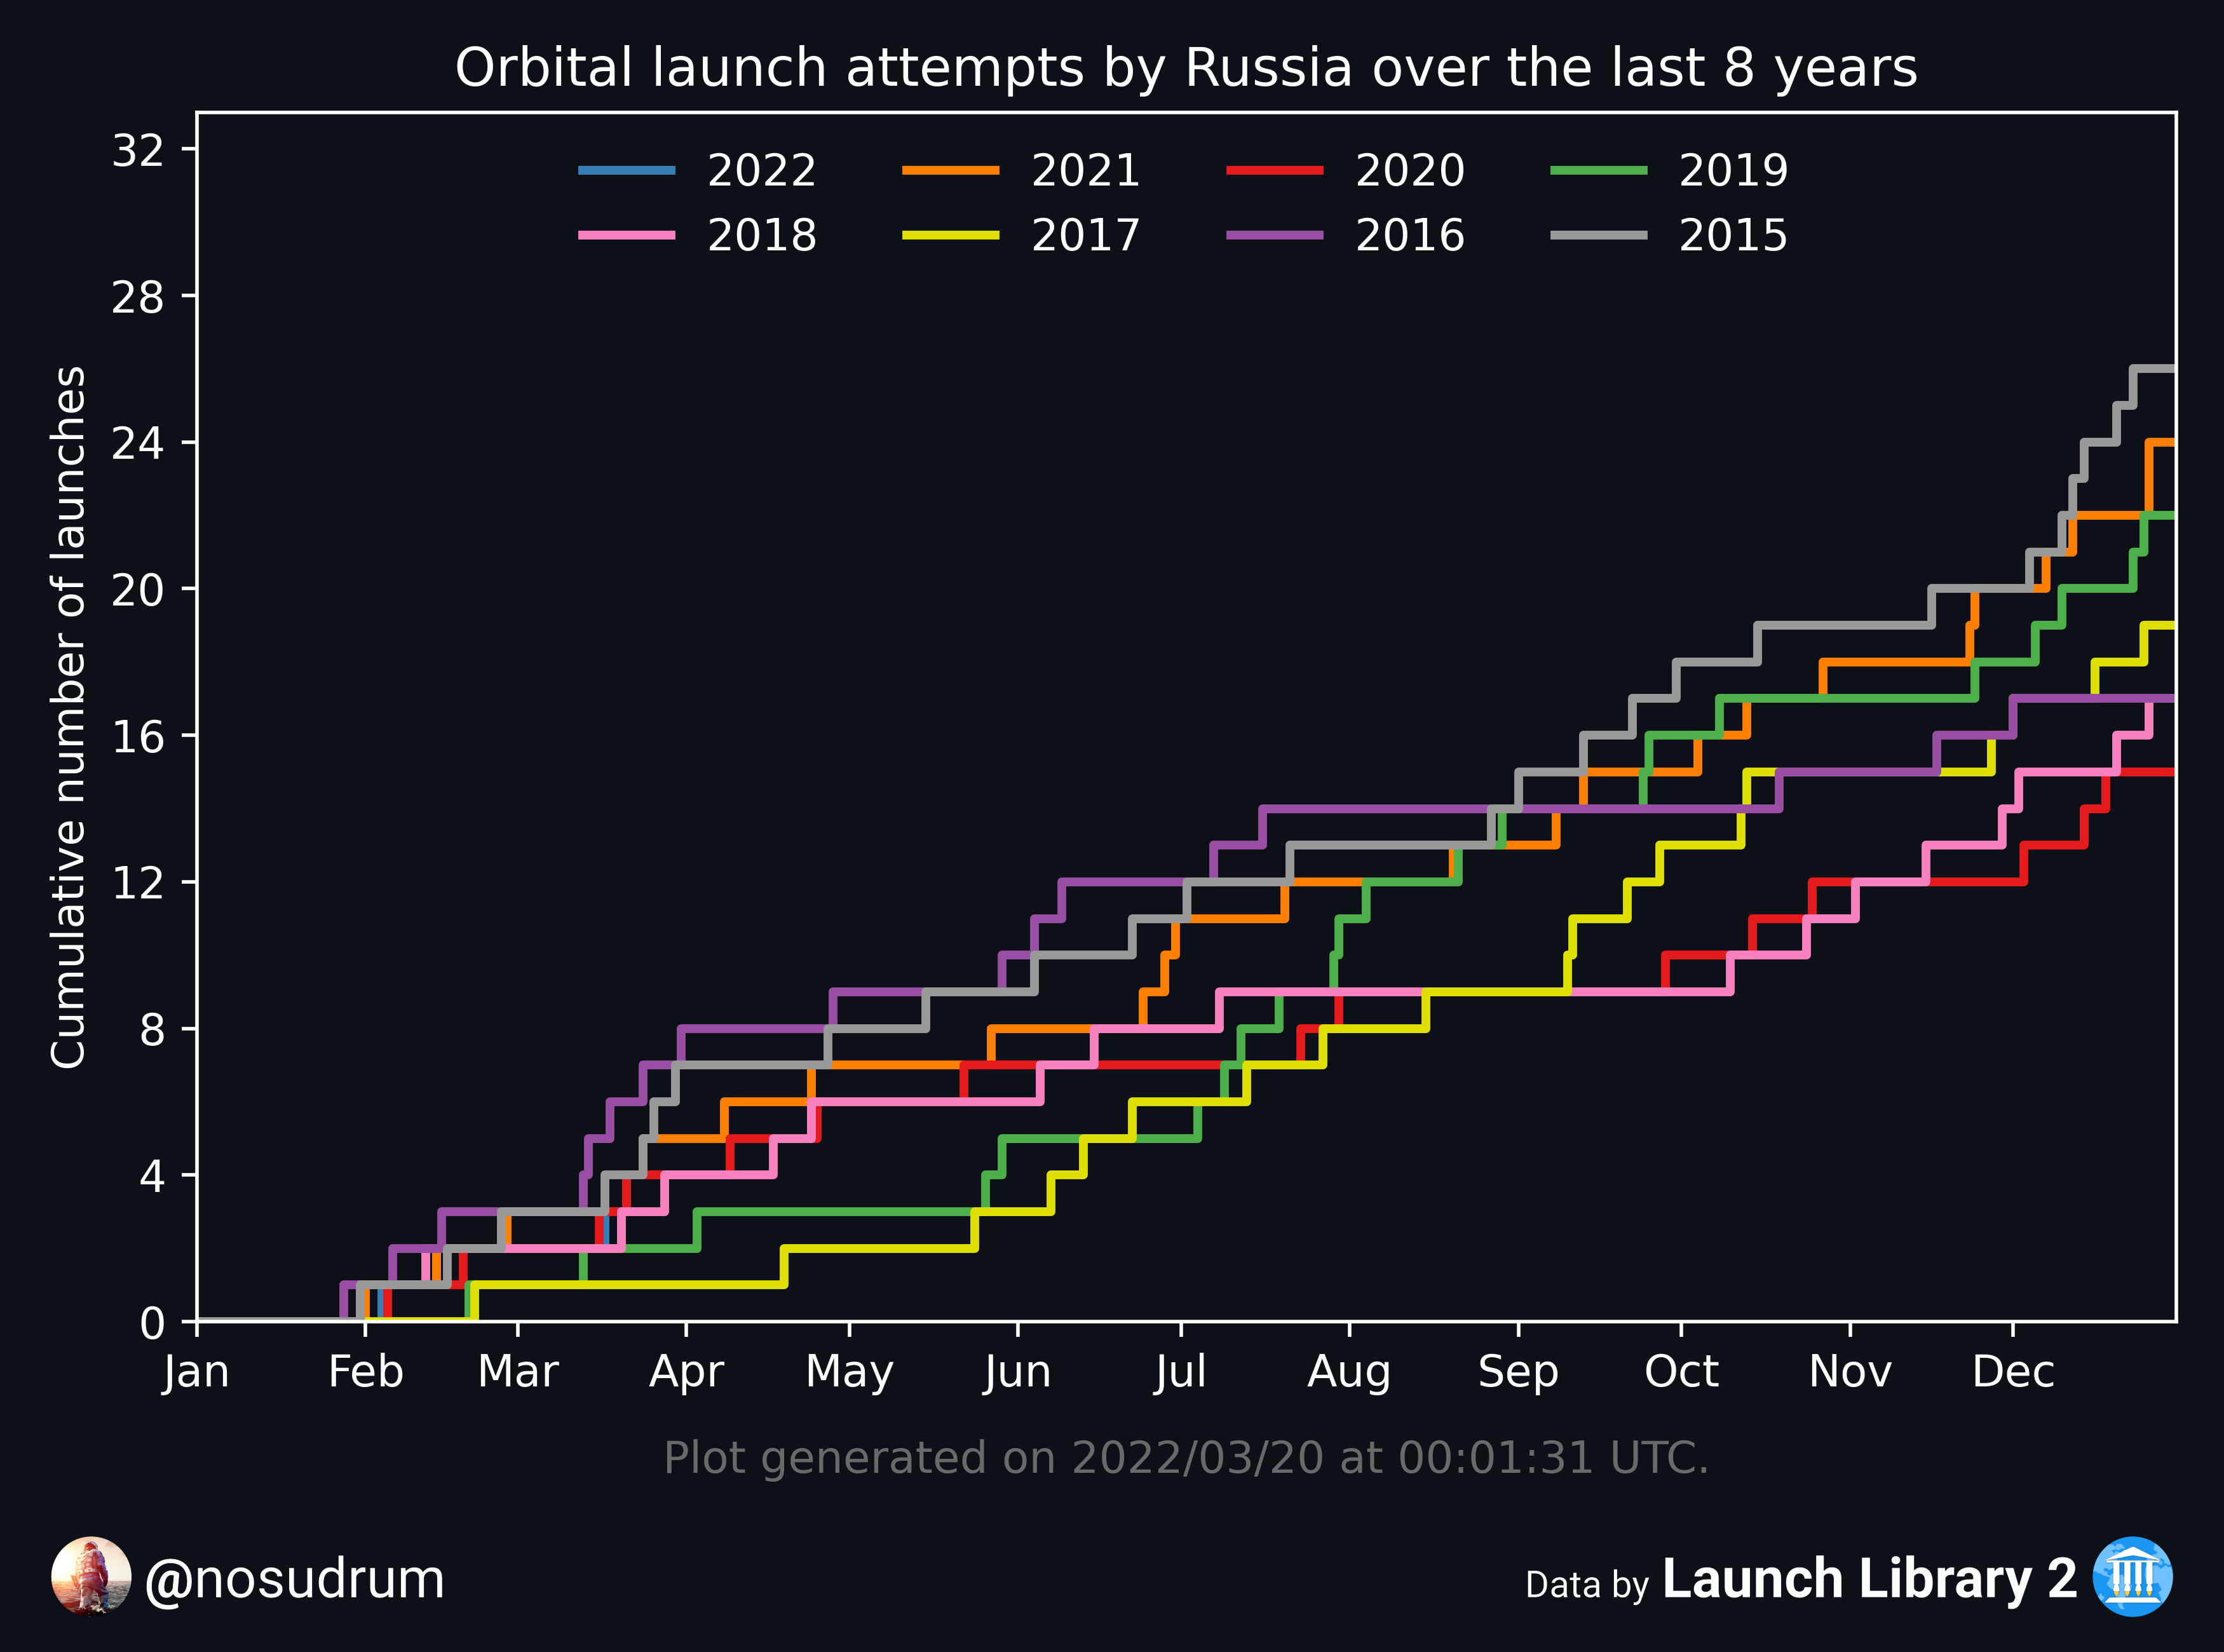 Orbital launch attempts by Russia over the last 8 years
2022 2021 2020 2019
2018 2017 2016 2015
Cumulative number of launches
32
28
24
20
16
12
8
4
0
Jan Feb Mar Apr May Jun Jul Aug Sep Oct Nov Dec
Plot generated on 2022/03/20 at 00:01:31 UTC.
@nosudrum
Data by Launch Library 2